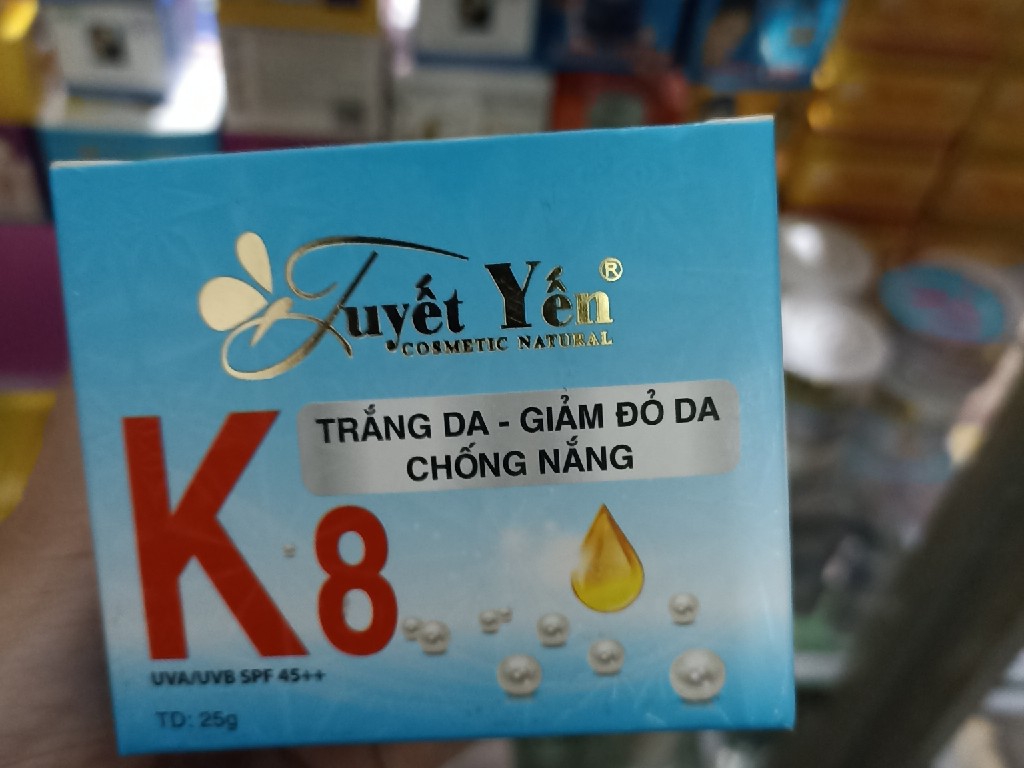 Tuyết Yến®
COSMETIC NATURAL
TRẮNG DA - GIẢM ĐỎ DA
CHỐNG NẮNG
K8
UVA/UVB SPF 45++
TD: 25g